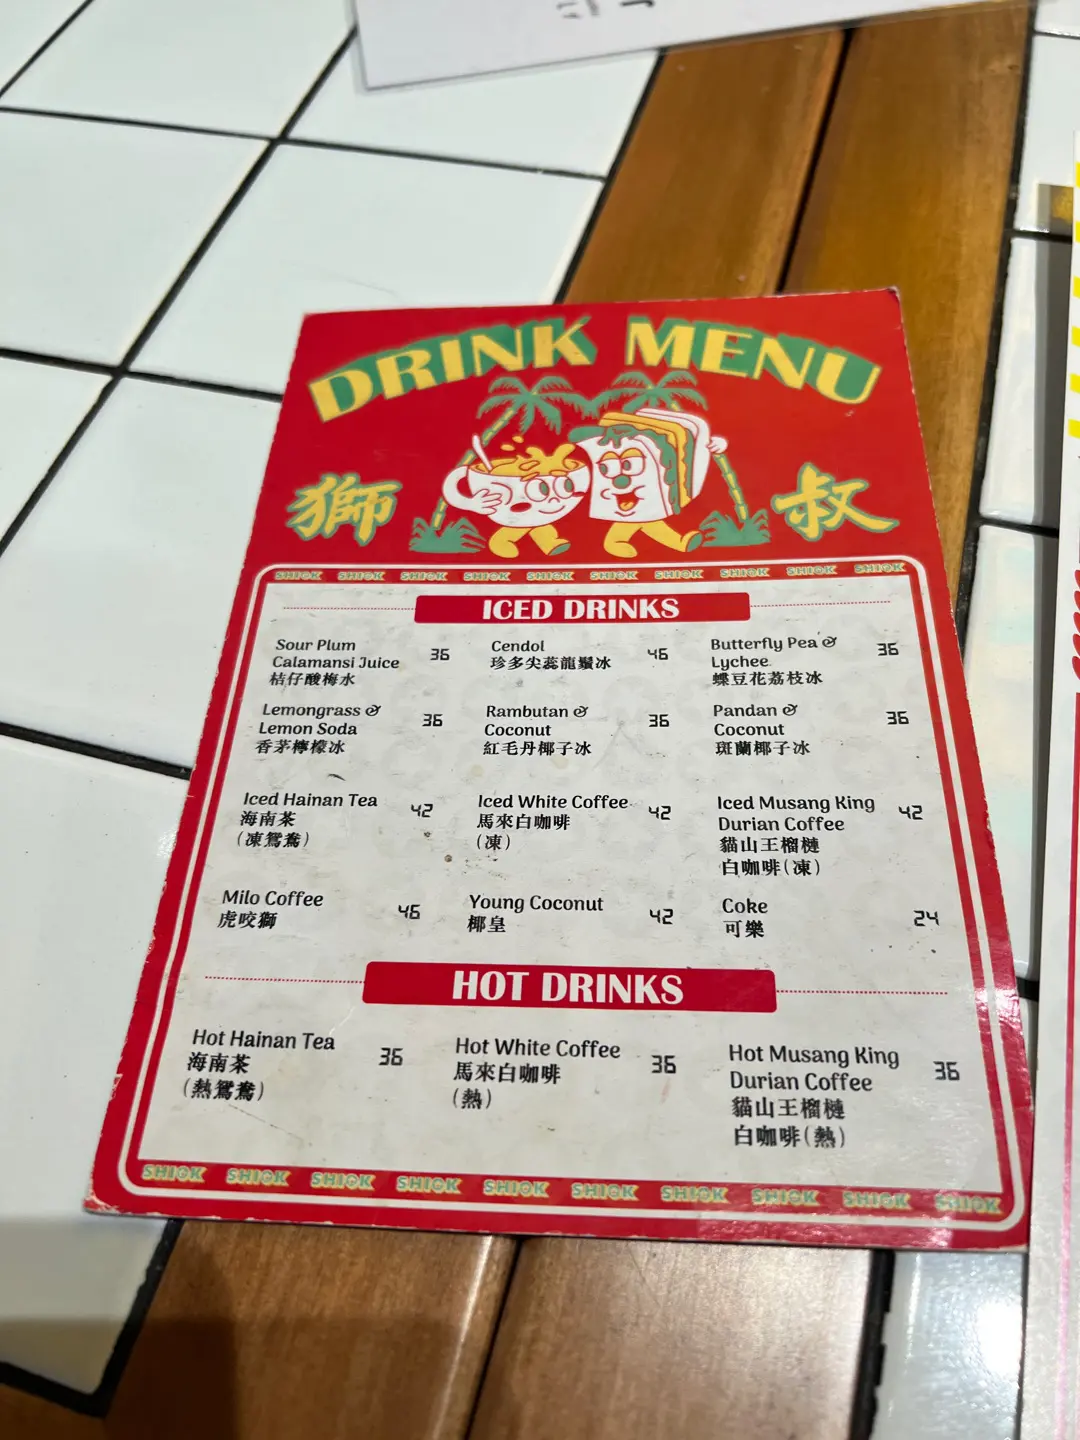 DRINK MENU
獅叔
SHIOK SHIOK SHIOK SHIOK SHIOK SHIOK SHIOK SHIOK SHIOK SHIOK
ICED DRINKS
Sour Plum
Calamansi Juice 36
桔仔酸梅水
Cendol 46
珍多尖蕊龍鬚冰
Butterfly Pea & 36
Lychee
蝶豆花荔枝冰
Lemongrass & 36
Lemon Soda
香茅檸檬冰
Rambutan & 36
Coconut
紅毛丹椰子冰
Pandan & 36
Coconut
斑蘭椰子冰
Iced Hainan Tea 42
海南茶
(凍鴛鴦)
Iced White Coffee 42
馬來白咖啡
(凍)
Iced Musang King 42
Durian Coffee
貓山王榴槤
白咖啡(凍)
Milo Coffee 46
虎咬獅
Young Coconut 42
椰皇
Coke 24
可樂
HOT DRINKS
Hot Hainan Tea 36
海南茶
(熱鴛鴦)
Hot White Coffee 36
馬來白咖啡
(熱)
Hot Musang King 36
Durian Coffee
貓山王榴槤
白咖啡(熱)
SHIOK SHIOK SHIOK SHIOK SHIOK SHIOK SHIOK SHIOK SHIOK SHIOK